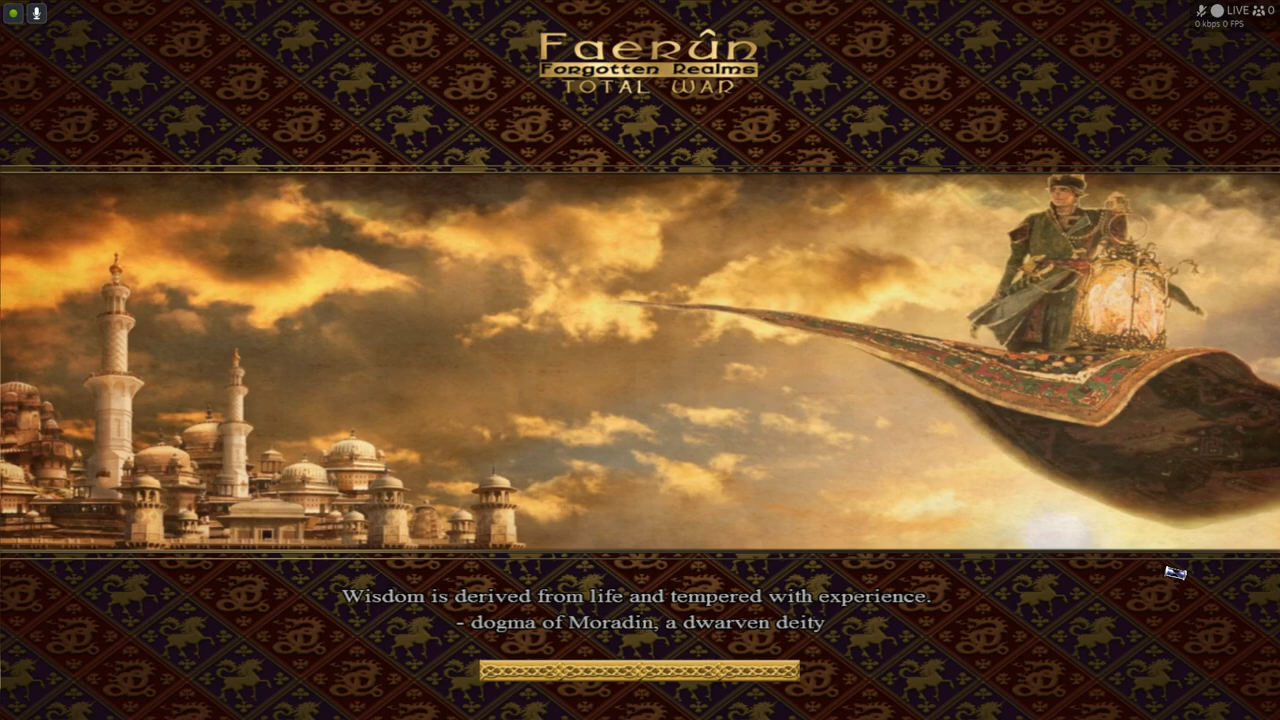 LIVE 0
0 kbps 0 FPS
Faerûn
Forgotten Realms
TOTAL WAR
Wisdom is derived from life and tempered with experience.
- dogma of Moradin, a dwarven deity